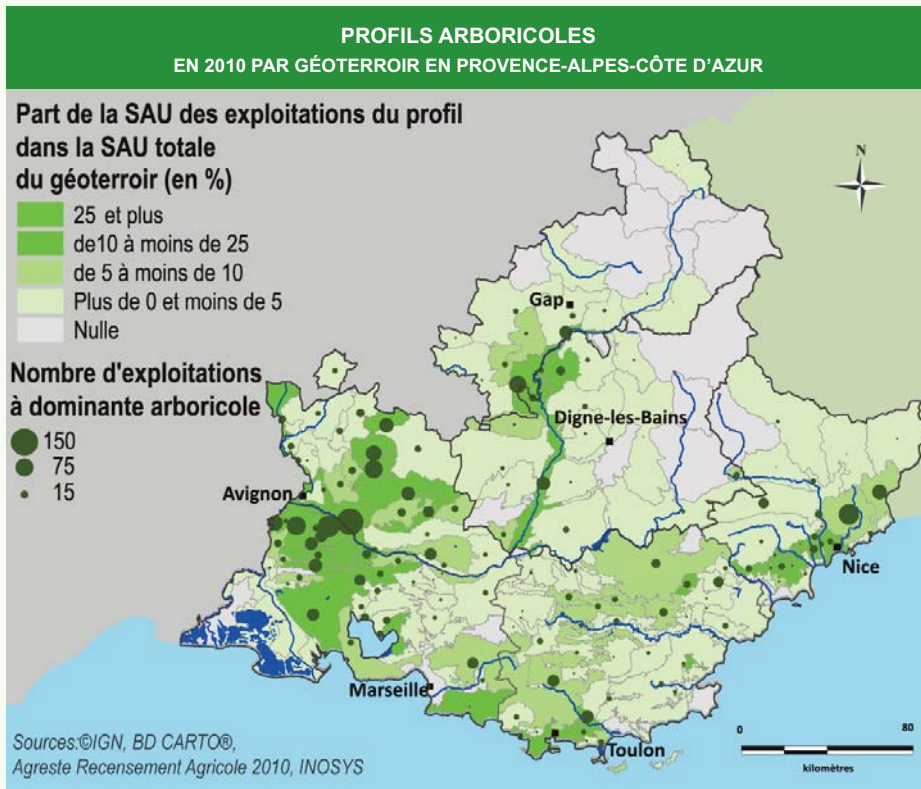 PROFILS ARBORICOLES
EN 2010 PAR GÉOTERROIR EN PROVENCE-ALPES-CÔTE D'AZUR
Part de la SAU des exploitations du profil
dans la SAU totale
du géoterroir (en %)
25 et plus
de10 à moins de 25
de 5 à moins de 10
Plus de 0 et moins de 5
Nulle
Nombre d'exploitations
à dominante arboricole
150
75
15
N
Gap
Digne-les-Bains
Avignon
Nice
Marseille
Toulon
0 80
kilomètres
Sources:©IGN, BD CARTO®,
Agreste Recensement Agricole 2010, INOSYS